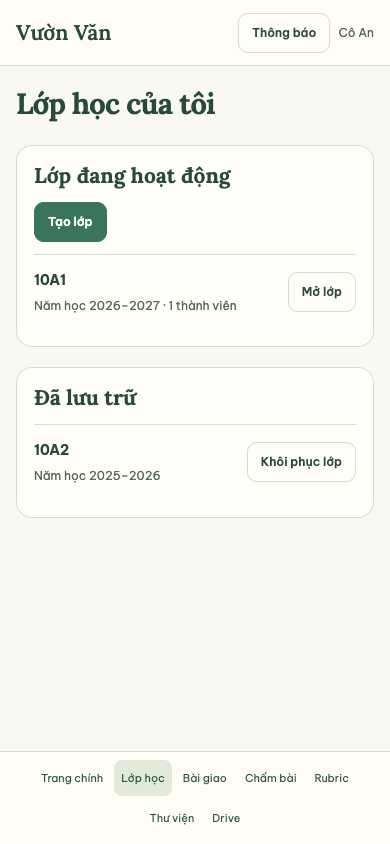 Vườn Văn
Thông báo
Cô An
Lớp học của tôi
Lớp đang hoạt động
Tạo lớp
10A1
Năm học 2026–2027 · 1 thành viên
Mở lớp
Đã lưu trữ
10A2
Năm học 2025–2026
Khôi phục lớp
Trang chính
Lớp học
Bài giao
Chấm bài
Rubric
Thư viện
Drive